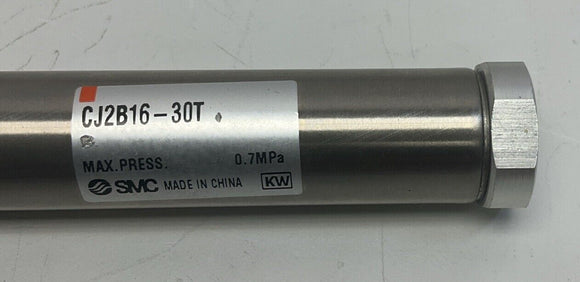 CJ2B16-30T
MAX.PRESS. 0.7MPa
SMC MADE IN CHINA KW